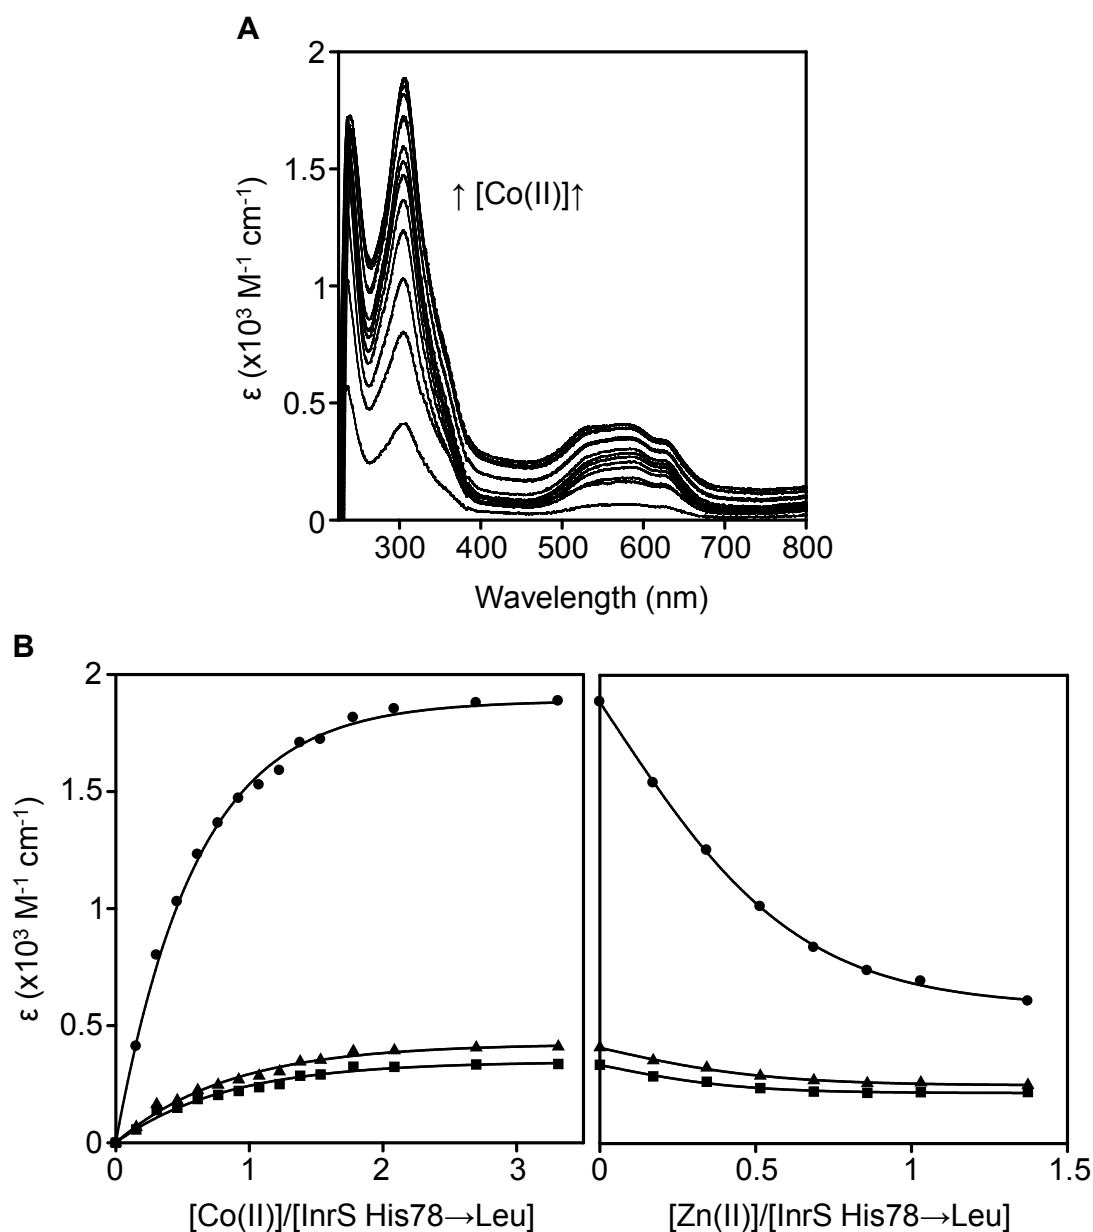 A
2
1.5
1
0.5
0
ε (x10³ M⁻¹ cm⁻¹)
↑ [Co(II)]↑
300 400 500 600 700 800
Wavelength (nm)
B
2
1.5
1
0.5
0
ε (x10³ M⁻¹ cm⁻¹)
0 1 2 3
0 0.5 1 1.5
[Co(II)]/[InrS His78→Leu]
[Zn(II)]/[InrS His78→Leu]